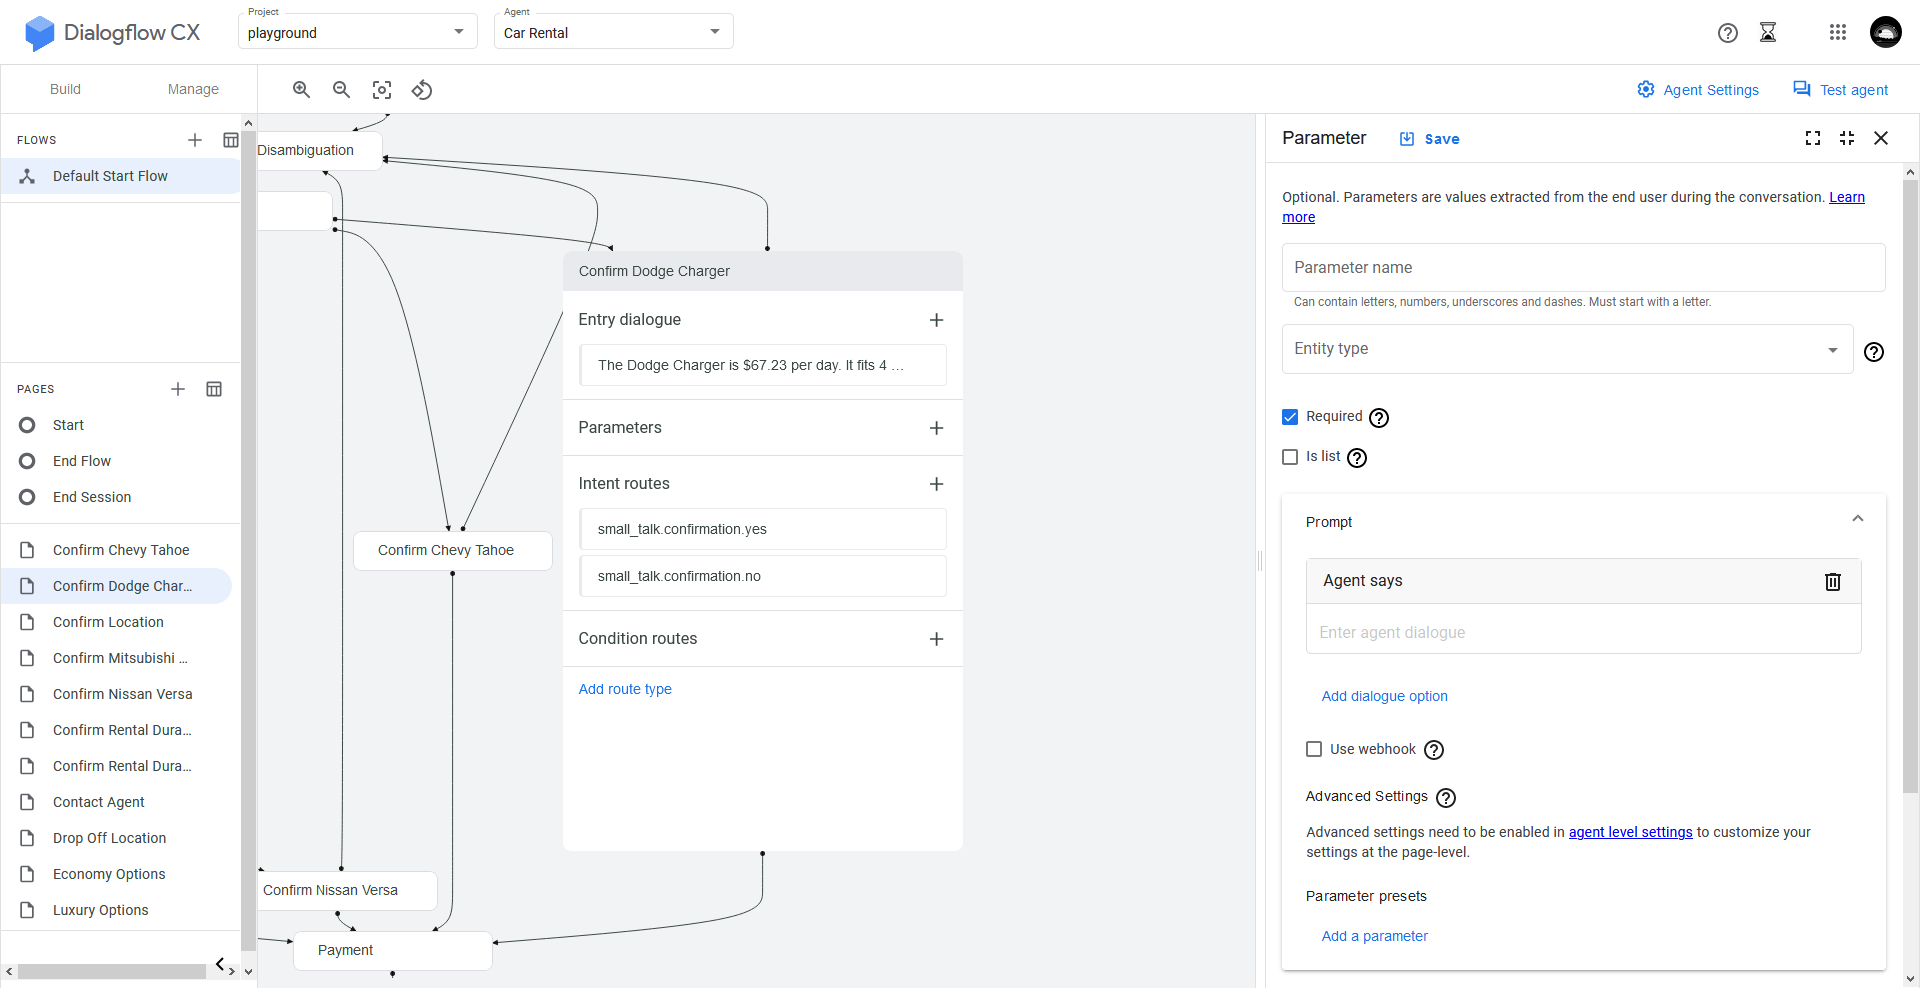 Dialogflow CX
Project
playground
Agent
Car Rental
Build
Manage
Agent Settings
Test agent
FLOWS
Default Start Flow
PAGES
Start
End Flow
End Session
Confirm Chevy Tahoe
Confirm Dodge Char...
Confirm Location
Confirm Mitsubishi ...
Confirm Nissan Versa
Confirm Rental Dura...
Confirm Rental Dura...
Contact Agent
Drop Off Location
Economy Options
Luxury Options
Disambiguation
Confirm Chevy Tahoe
Confirm Nissan Versa
Payment
Confirm Dodge Charger
Entry dialogue
The Dodge Charger is $67.23 per day. It fits 4 ...
Parameters
Intent routes
small_talk.confirmation.yes
small_talk.confirmation.no
Condition routes
Add route type
Parameter
Save
Optional. Parameters are values extracted from the end user during the conversation. Learn
more
Parameter name
Can contain letters, numbers, underscores and dashes. Must start with a letter.
Entity type
Required
Is list
Prompt
Agent says
Enter agent dialogue
Add dialogue option
Use webhook
Advanced Settings
Advanced settings need to be enabled in agent level settings to customize your
settings at the page-level.
Parameter presets
Add a parameter